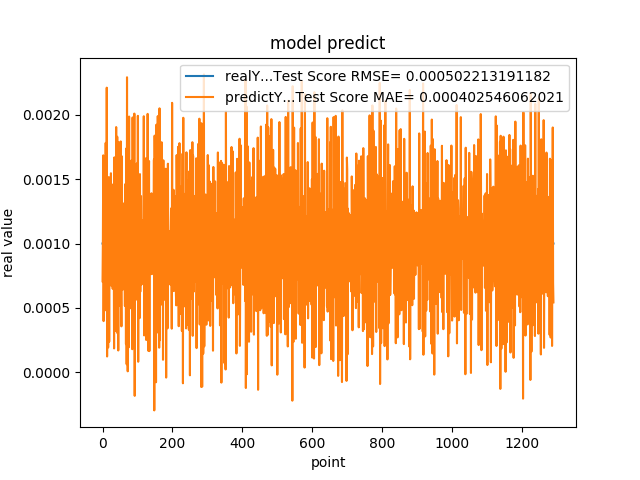 model predict
realY...Test Score RMSE= 0.000502213191182
predictY...Test Score MAE= 0.000402546062021
real value
0.0020
0.0015
0.0010
0.0005
0.0000
0 200 400 600 800 1000 1200
point